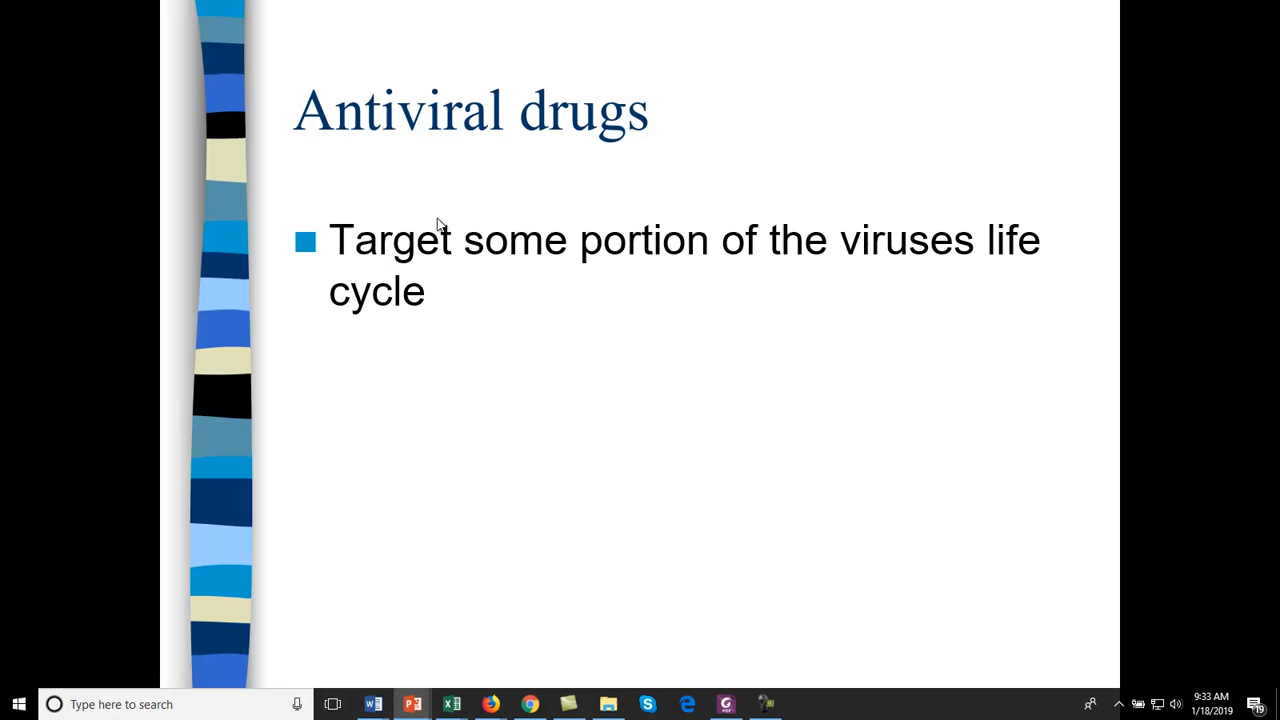 Antiviral drugs
Target some portion of the viruses life
cycle
Type here to search
9:33 AM
1/18/2019
19